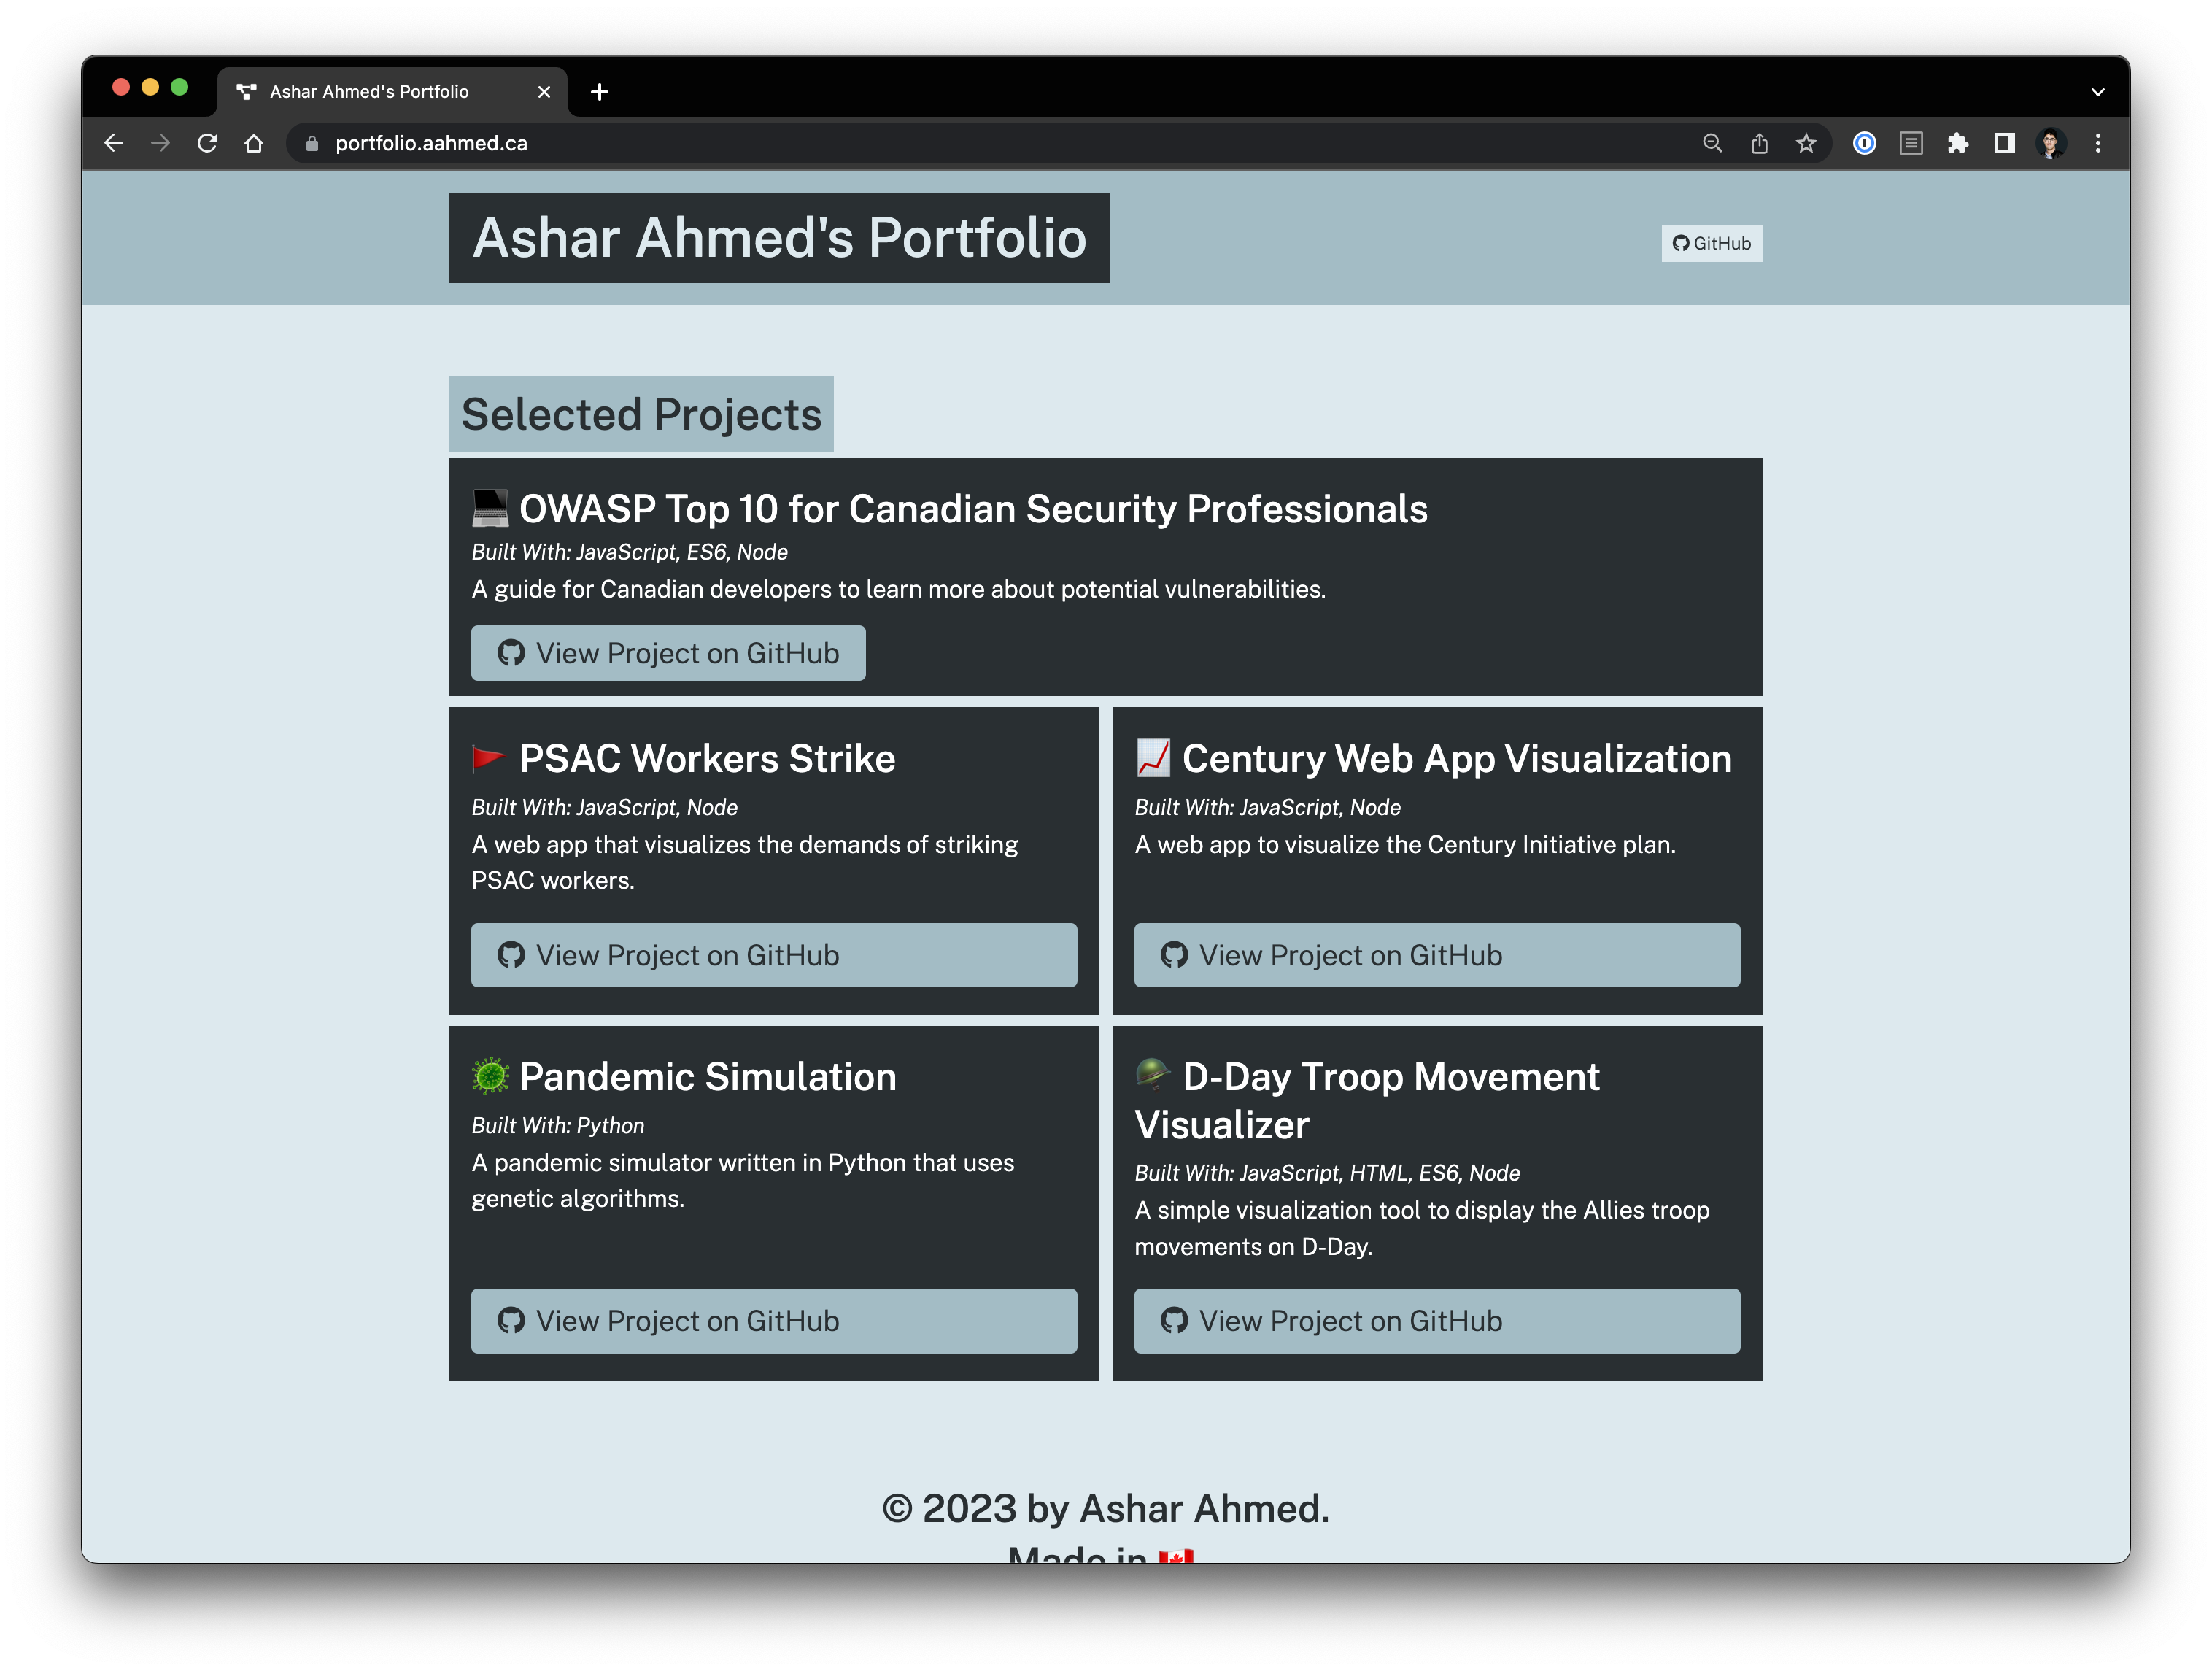 Ashar Ahmed's Portfolio
portfolio.aahmed.ca
Ashar Ahmed's Portfolio
GitHub
Selected Projects
💻 OWASP Top 10 for Canadian Security Professionals
Built With: JavaScript, ES6, Node
A guide for Canadian developers to learn more about potential vulnerabilities.
View Project on GitHub
🚩 PSAC Workers Strike
Built With: JavaScript, Node
A web app that visualizes the demands of striking
PSAC workers.
View Project on GitHub
📈 Century Web App Visualization
Built With: JavaScript, Node
A web app to visualize the Century Initiative plan.
View Project on GitHub
🦠 Pandemic Simulation
Built With: Python
A pandemic simulator written in Python that uses
genetic algorithms.
View Project on GitHub
🪖 D-Day Troop Movement
Visualizer
Built With: JavaScript, HTML, ES6, Node
A simple visualization tool to display the Allies troop
movements on D-Day.
View Project on GitHub
© 2023 by Ashar Ahmed.
Made in 🇨🇦